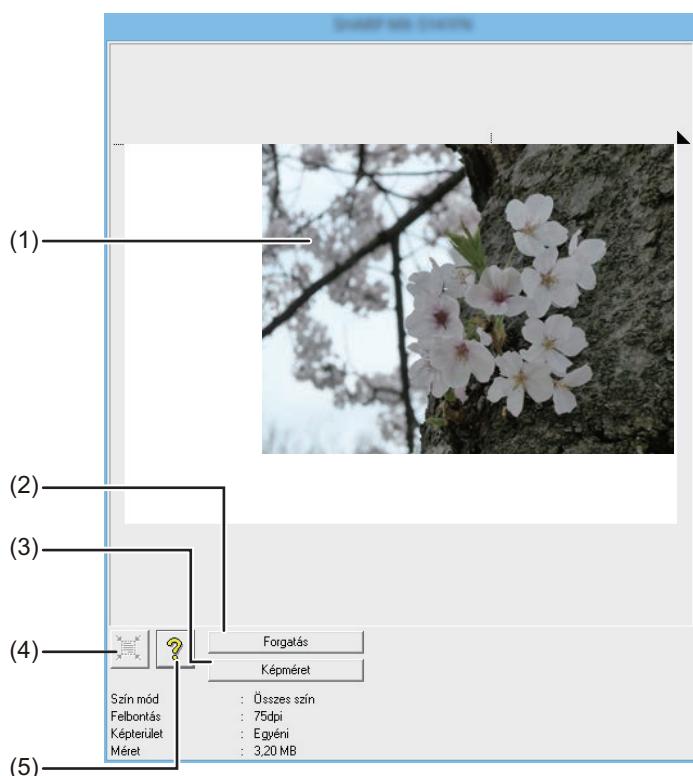 (1)
(2)
(3)
(4)
(5)
Forgatás
Képméret
Szín mód : Összes szín
Felbontás : 75dpi
Képterület : Egyéni
Méret : 3,20 MB